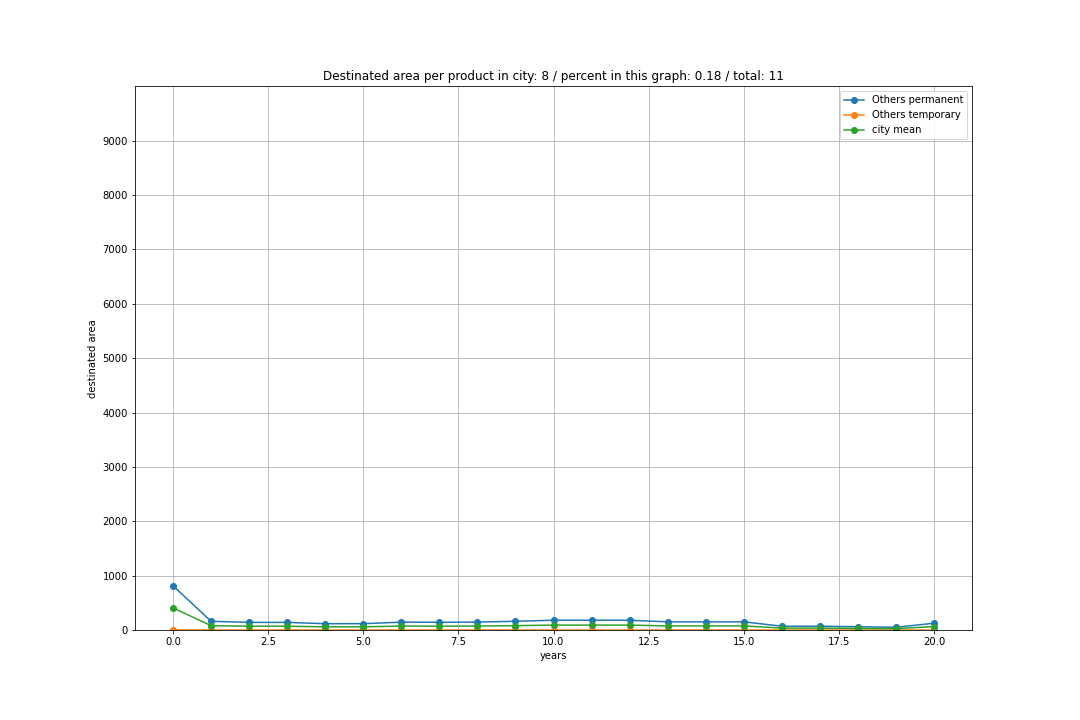 Destinated area per product in city: 8 / percent in this graph: 0.18 / total: 11
Others permanent
Others temporary
city mean
9000
8000
7000
6000
5000
4000
3000
2000
1000
0
destinated area
0.0 2.5 5.0 7.5 10.0 12.5 15.0 17.5 20.0
years